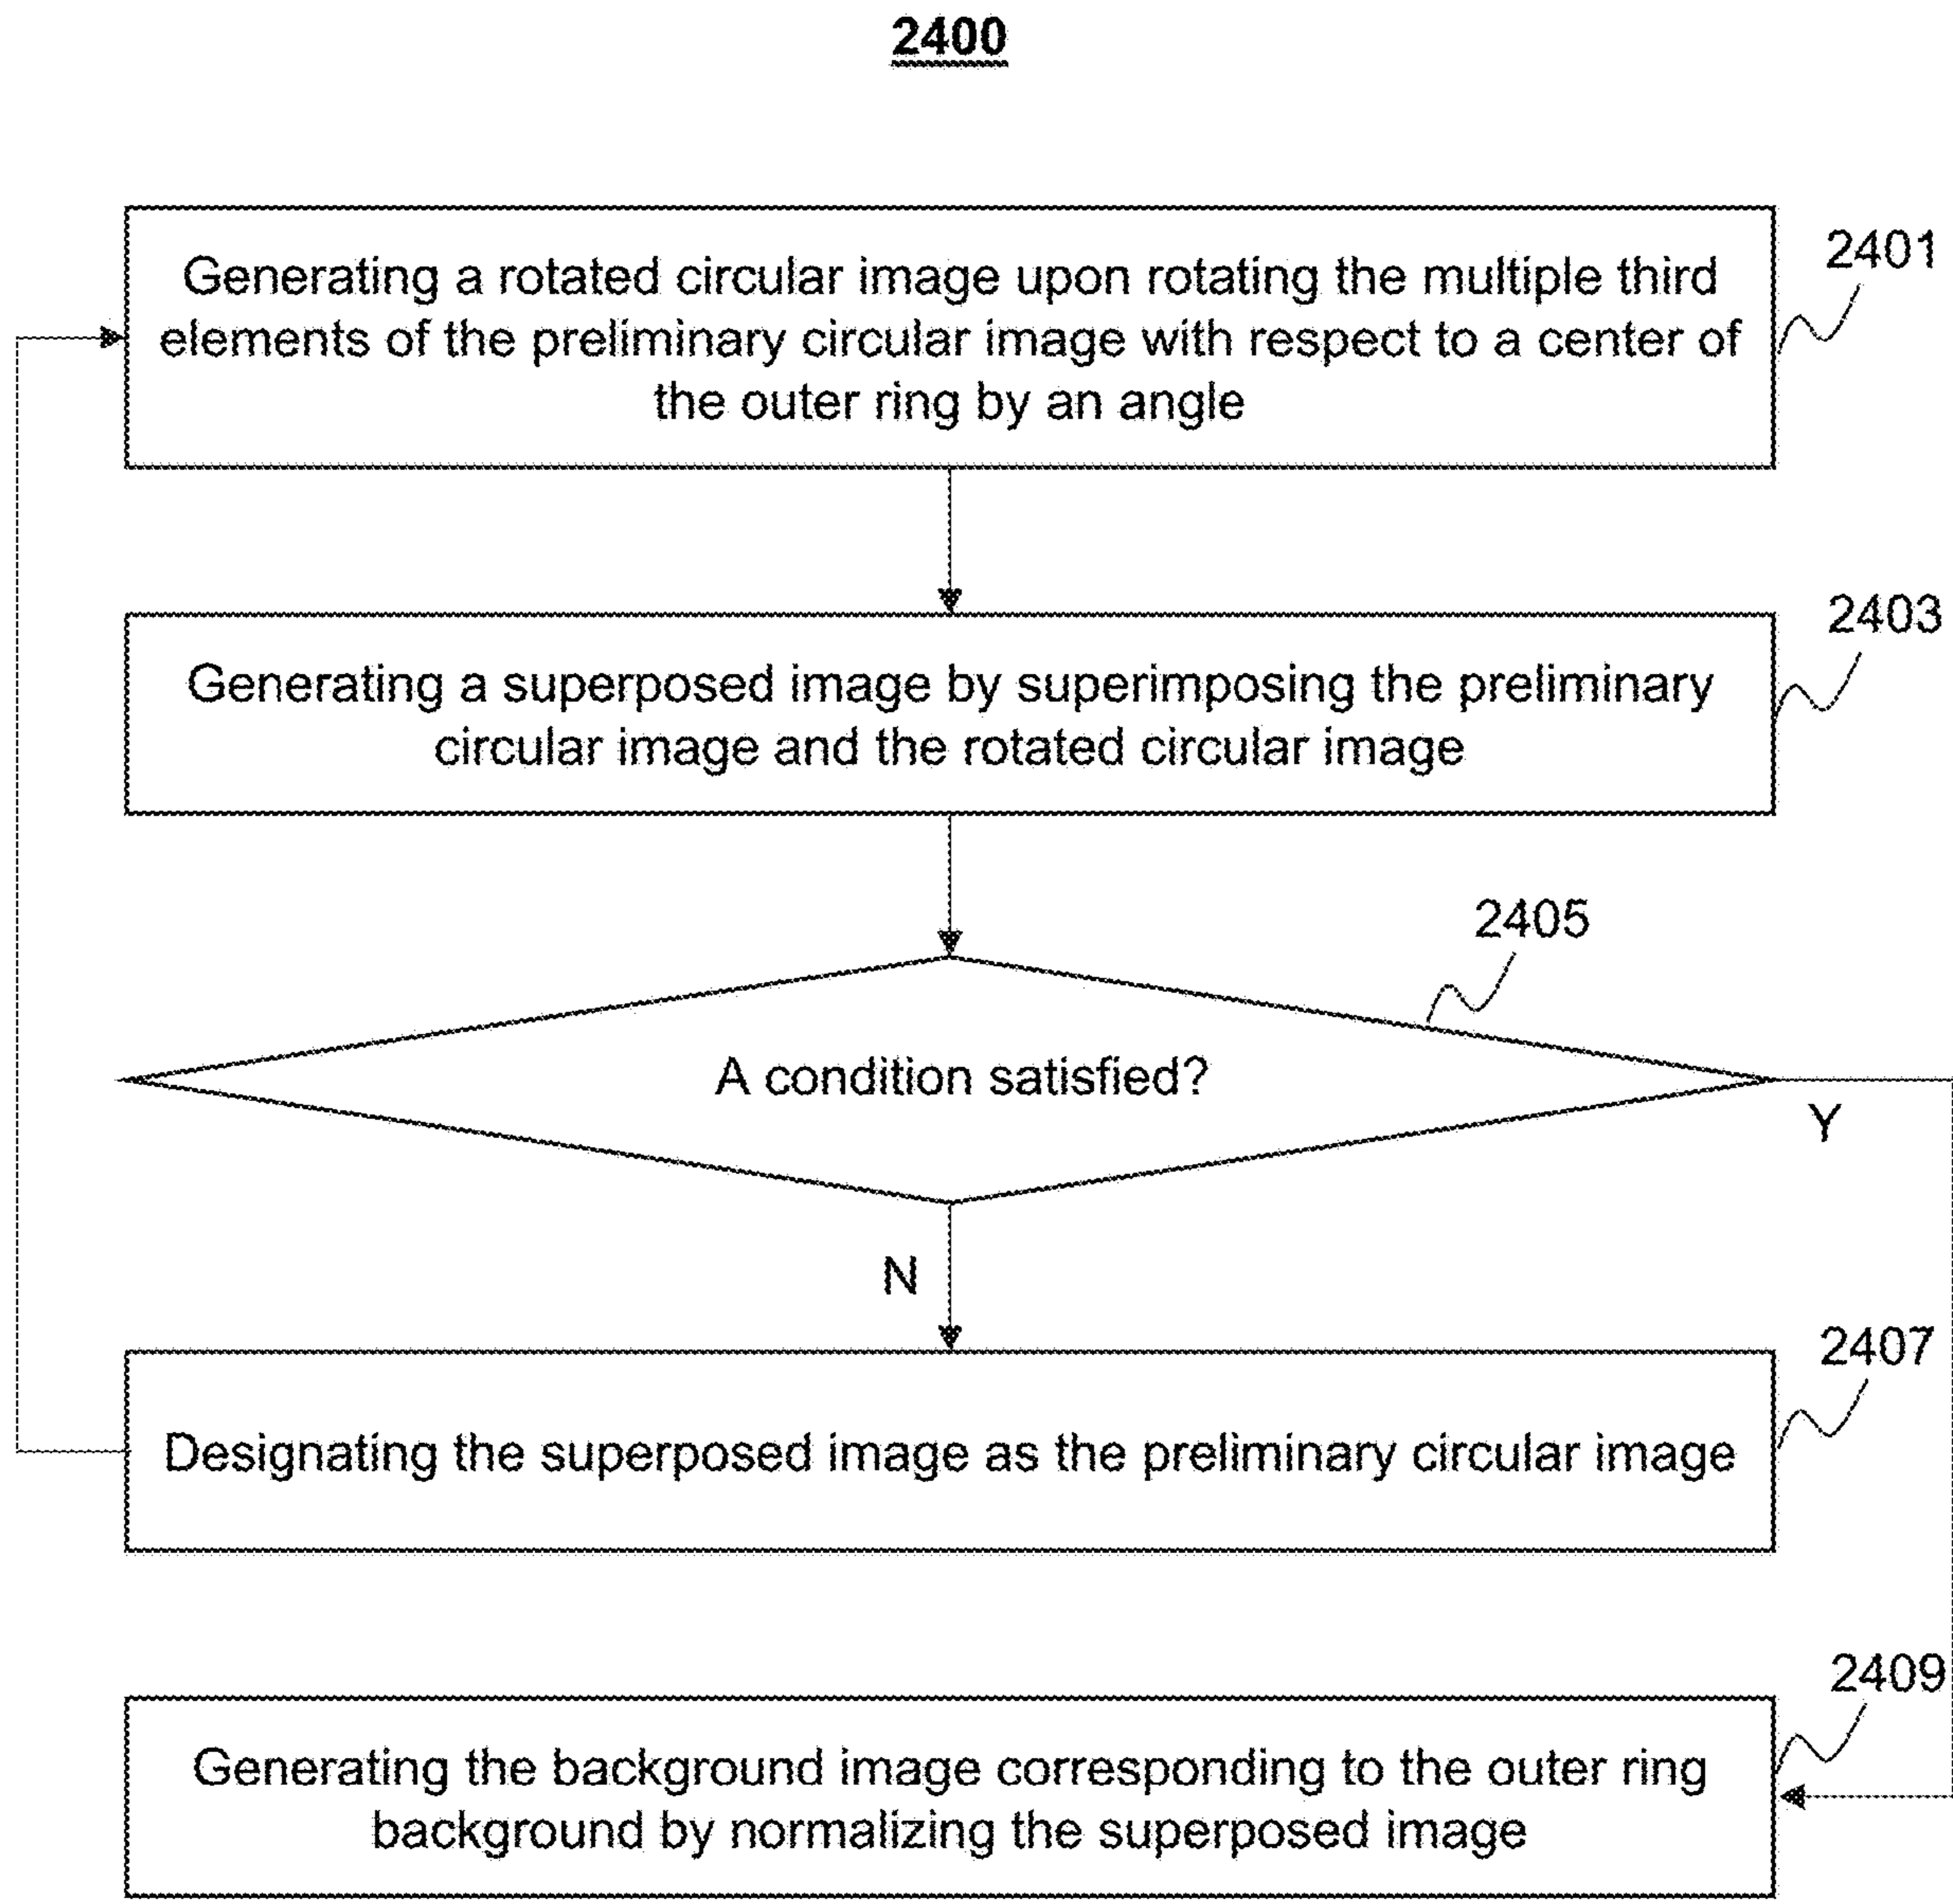 2400
Generating a rotated circular image upon rotating the multiple third
elements of the preliminary circular image with respect to a center of
the outer ring by an angle
2401
Generating a superposed image by superimposing the preliminary
circular image and the rotated circular image
2403
A condition satisfied?
2405
Y
N
Designating the superposed image as the preliminary circular image
2407
Generating the background image corresponding to the outer ring
background by normalizing the superposed image
2409